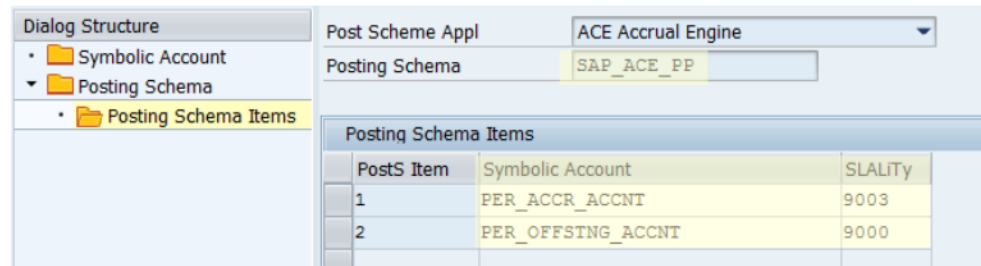 Dialog Structure
Symbolic Account
Posting Schema
Posting Schema Items
Post Scheme Appl ACE Accrual Engine
Posting Schema SAP_ACE_PP
Posting Schema Items
PostS Item Symbolic Account SLALiTy
1 PER_ACCR_ACCNT 9003
2 PER_OFFSTNG_ACCNT 9000